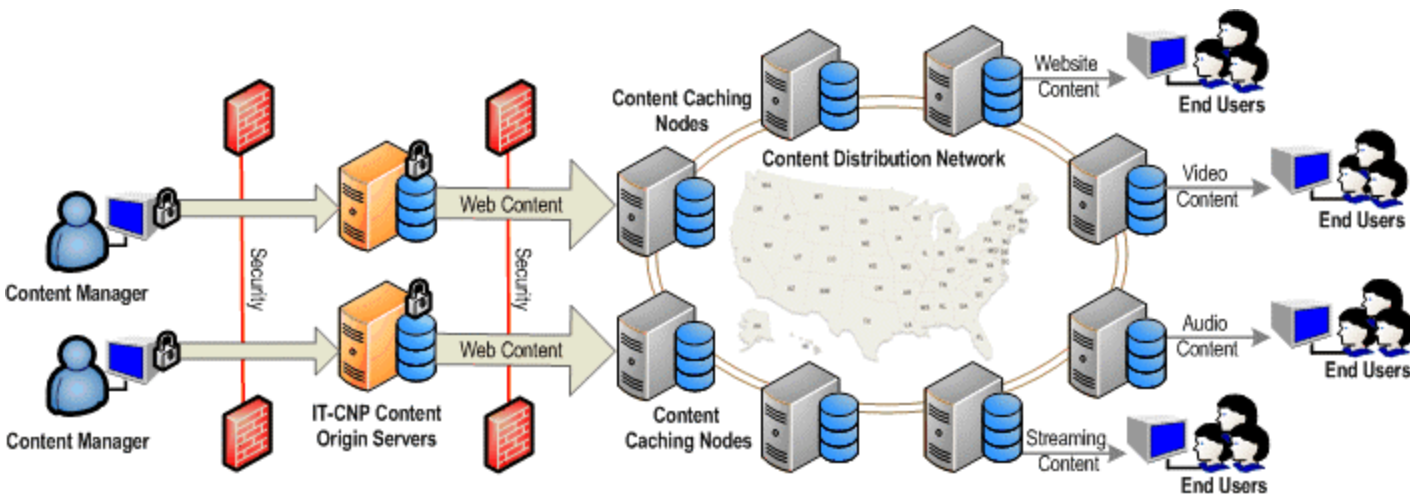 Website
Content
End Users
Content Caching
Nodes
Content Distribution Network
Video
Content
End Users
Web Content
Security
Security
Content Manager
Audio
Content
End Users
Web Content
IT-CNP Content
Origin Servers
Content
Caching Nodes
Content Manager
Streaming
Content
End Users